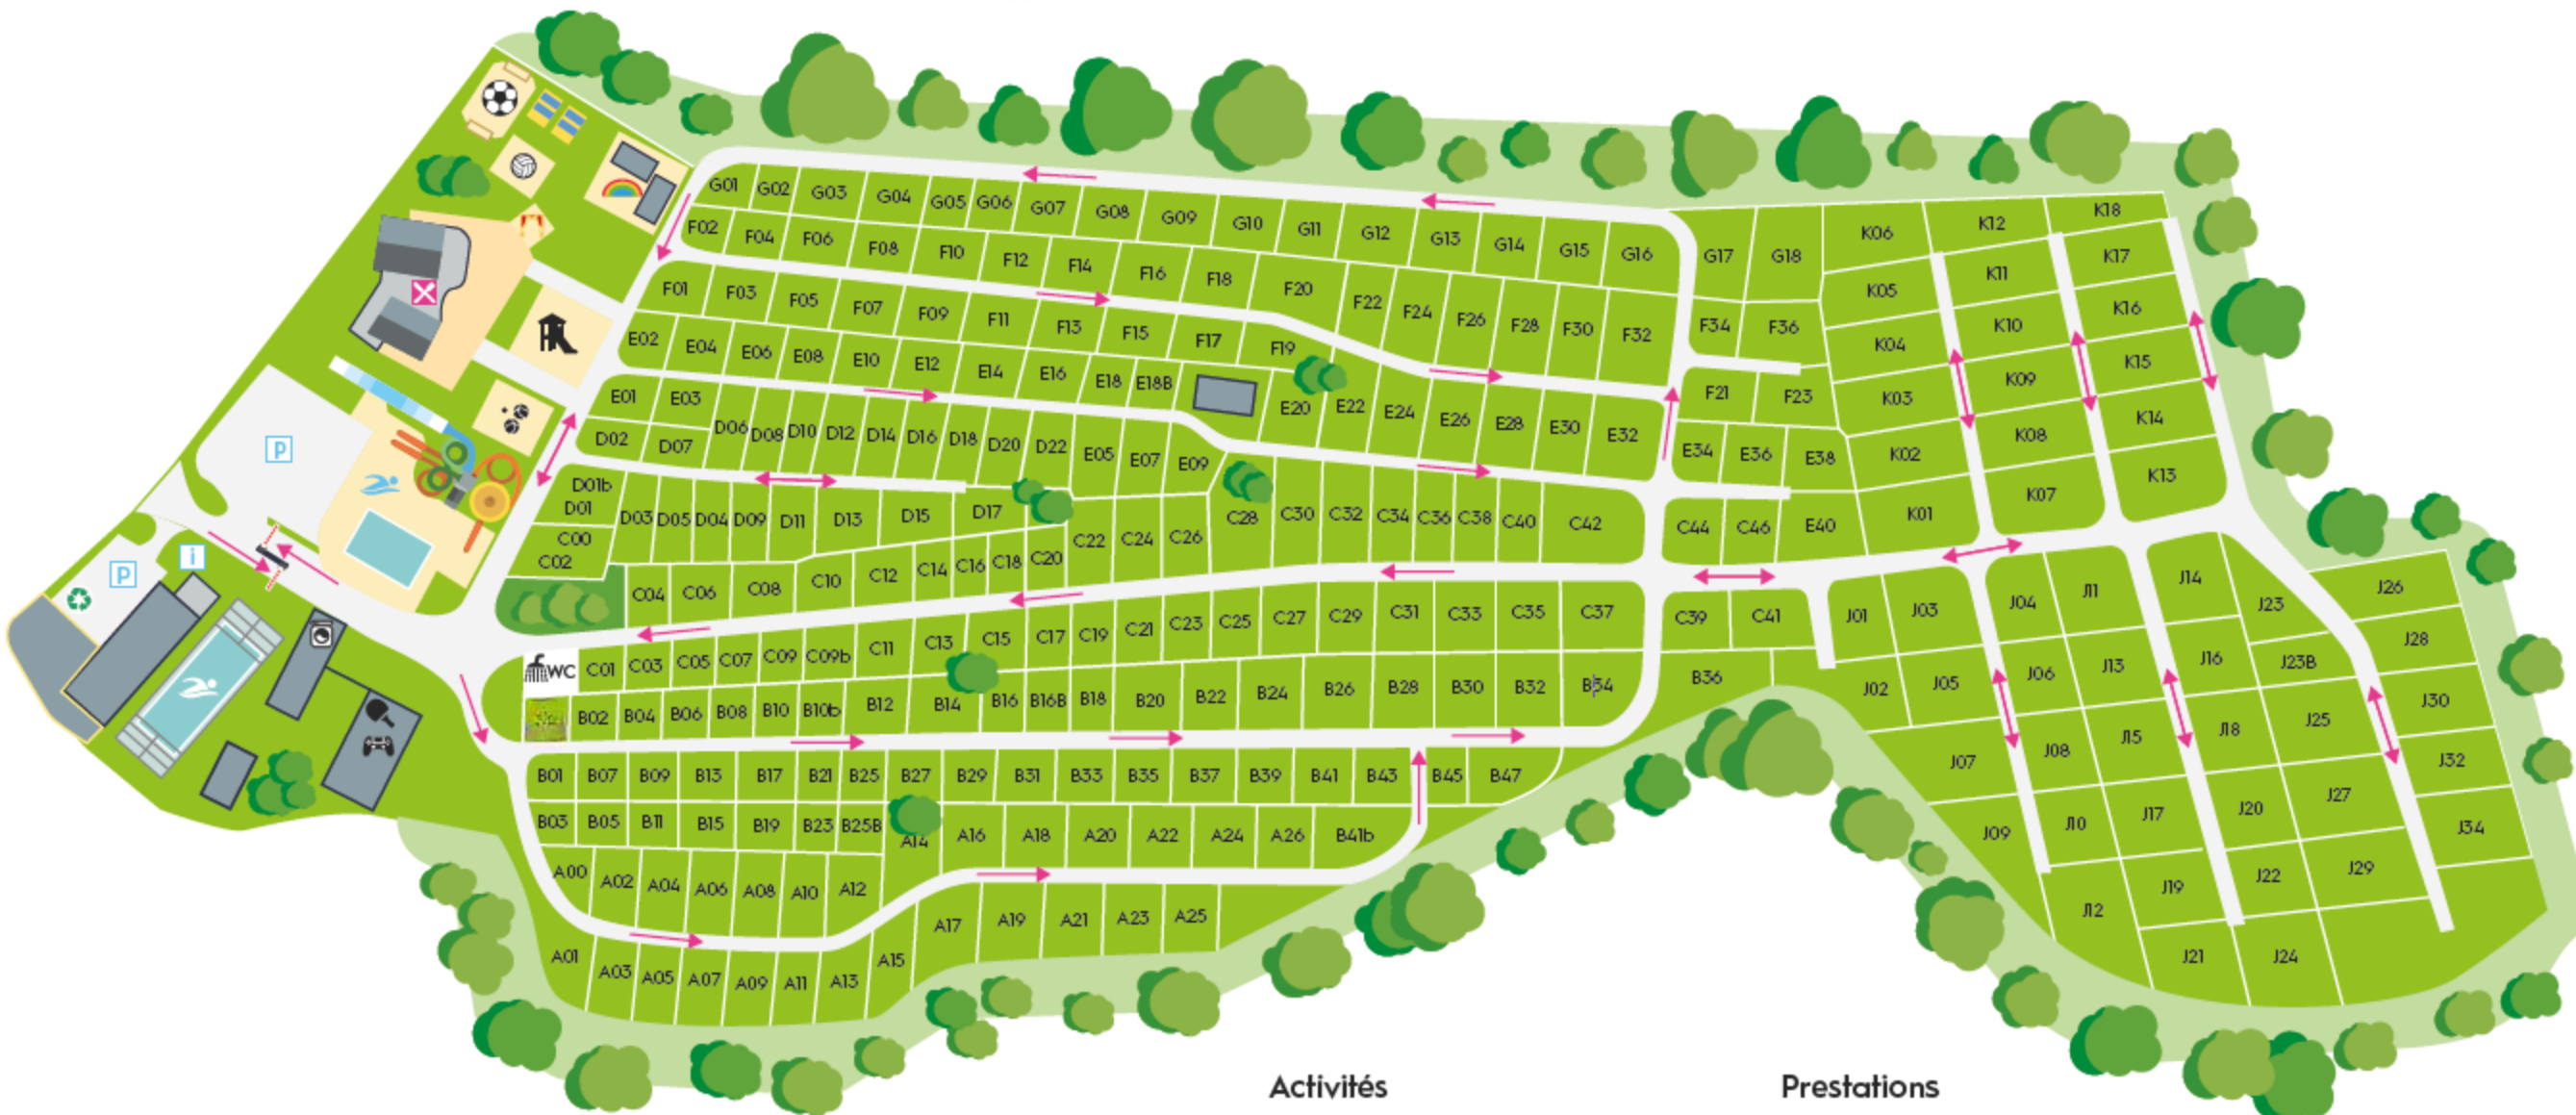 G01 G02 G03 G04 G05 G06 G07 G08 G09 G10 G11 G12 G13 G14 G15 G16 G17 G18
K06 K12 K18
F02 F04 F06 F08 F10 F12 F14 F16 F18 F20 F22 F24 F26 F28 F30 F32 F34 F36
K05 K11 K17
F01 F03 F05 F07 F09 F11 F13 F15 F17 F19 F21 F23
K04 K10 K16
E02 E04 E06 E08 E10 E12 E14 E16 E18 E18B E20 E22 E24 E26 E28 E30 E32 E34 E36 E38
K03 K09 K15
E01 E03
K02 K08 K14
D02 D07 D06 D08 D10 D12 D14 D16 D18 D20 D22 E05 E07 E09
K01 K07 K13
P
D01b
D01 D03 D05 D04 D09 D11 D13 D15 D17
C00
C02
C22 C24 C26 C28 C30 C32 C34 C36 C38 C40 C42 C44 C46 E40
P
i
C04 C06 C08 C10 C12 C14 C16 C18 C20
WC C01 C03 C05 C07 C09 C09b C11 C13 C15 C17 C19 C21 C23 C25 C27 C29 C31 C33 C35 C37 C39 C41
J01 J03 J04 J1 J14 J23 J26
B02 B04 B06 B08 B10 B10b B12 B14 B16 B16B B18 B20 B22 B24 B26 B28 B30 B32 B34 B36
J02 J05 J06 J13 J16 J23B J28
B01 B07 B09 B13 B17 B21 B25 B27 B29 B31 B33 B35 B37 B39 B41 B43 B45 B47
J07 J08 J15 J18 J25 J30
B03 B05 B11 B15 B19 B23 B25B A14 A16 A18 A20 A22 A24 A26 B41b
J09 J10 J17 J20 J27 J32
A00 A02 A04 A06 A08 A10 A12
J12 J19 J22 J29 J34
A01 A03 A05 A07 A09 A11 A13 A15 A17 A19 A21 A23 A25
J21 J24
Activités Prestations